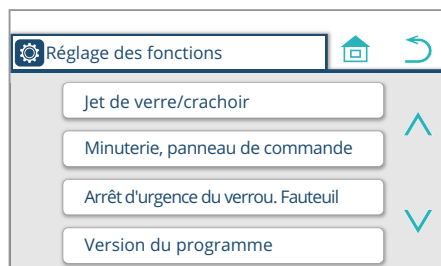 Réglage des fonctions
Jet de verre/crachoir
Minuterie, panneau de commande
Arrêt d'urgence du verrou. Fauteuil
Version du programme